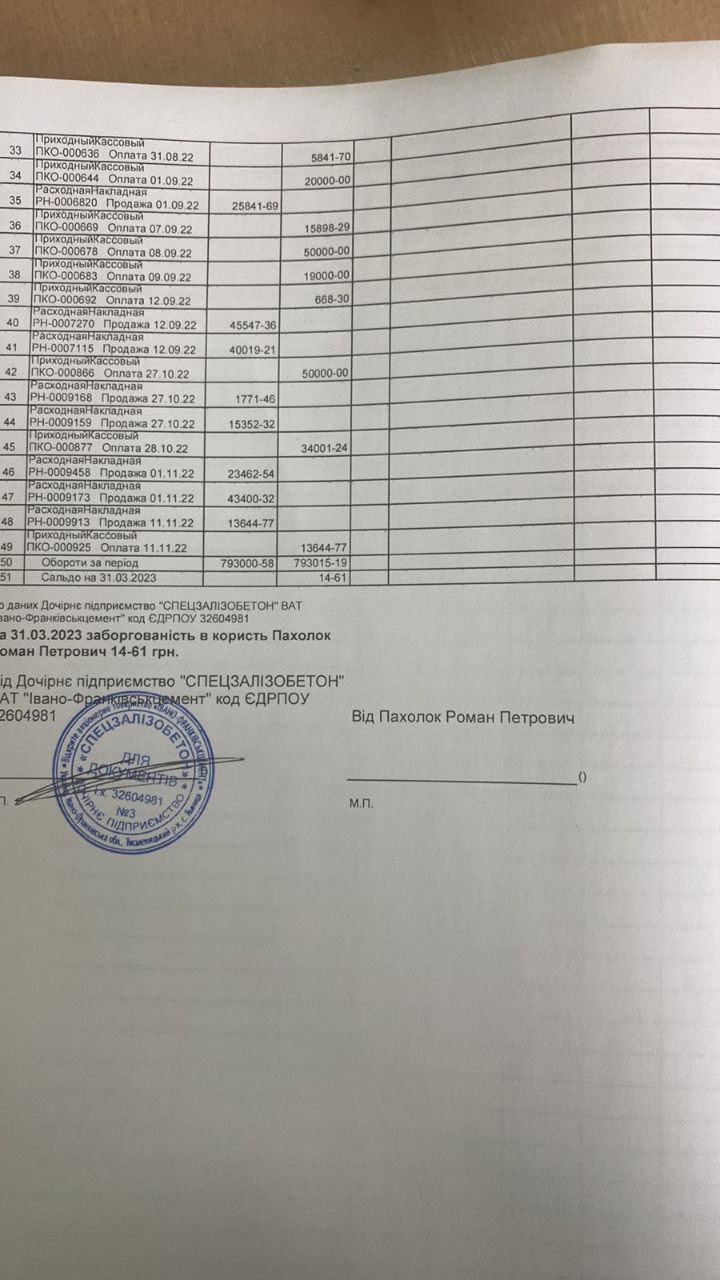 33 ПриходныйКассовый
ПКО-000636 Оплата 31.08.22 5841-70
34 ПриходныйКассовый
ПКО-000644 Оплата 01.09.22 20000-00
35 РасходнаяНакладная
РН-0006820 Продажа 01.09.22 25841-69
36 ПриходныйКассовый
ПКО-000669 Оплата 07.09.22 15898-29
37 ПриходныйКассовый
ПКО-000678 Оплата 08.09.22 50000-00
38 ПриходныйКассовый
ПКО-000683 Оплата 09.09.22 19000-00
39 ПриходныйКассовый
ПКО-000692 Оплата 12.09.22 668-30
40 РасходнаяНакладная
РН-0007270 Продажа 12.09.22 45547-36
41 РасходнаяНакладная
РН-0007115 Продажа 12.09.22 40019-21
42 ПриходныйКассовый
ПКО-000866 Оплата 27.10.22 50000-00
43 РасходнаяНакладная
РН-0009168 Продажа 27.10.22 1771-46
44 РасходнаяНакладная
РН-0009159 Продажа 27.10.22 15352-32
45 ПриходныйКассовый
ПКО-000877 Оплата 28.10.22 34001-24
46 РасходнаяНакладная
РН-0009458 Продажа 01.11.22 23462-54
47 РасходнаяНакладная
РН-0009173 Продажа 01.11.22 43400-32
48 РасходнаяНакладная
РН-0009913 Продажа 11.11.22 13644-77
49 ПриходныйКассовый
ПКО-000925 Оплата 11.11.22 13644-77
50 Обороти за період 793000-58 793015-19
51 Сальдо на 31.03.2023 14-61
о даних Дочірнє підприємство "СПЕЦЗАЛІЗОБЕТОН" ВАТ
вано-Франківськцемент" код ЄДРПОУ 32604981
а 31.03.2023 заборгованість в користь Пахолок
оман Петрович 14-61 грн.
ід Дочірнє підприємство "СПЕЦЗАЛІЗОБЕТОН"
АТ "Івано-Франківськцемент" код ЄДРПОУ
2604981
Від Пахолок Роман Петрович
()
П.
М.П.
«СПЕЦЗАЛІЗОБЕТОН»
ДЛЯ
ДОКУМЕНТІВ
і.к. 32604981
№3
ДОЧІРНЄ ПІДПРИЄМСТВО